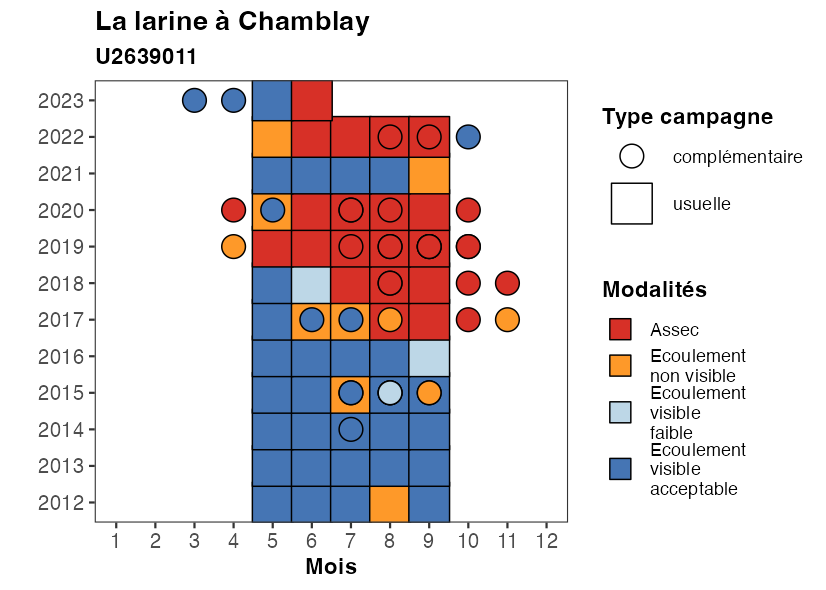 La larine à Chamblay
U2639011
2023
2022
2021
2020
2019
2018
2017
2016
2015
2014
2013
2012
1 2 3 4 5 6 7 8 9 10 11 12
Mois
Type campagne
complémentaire
usuelle
Modalités
Assec
Ecoulement
non visible
Ecoulement
visible
faible
Ecoulement
visible
acceptable